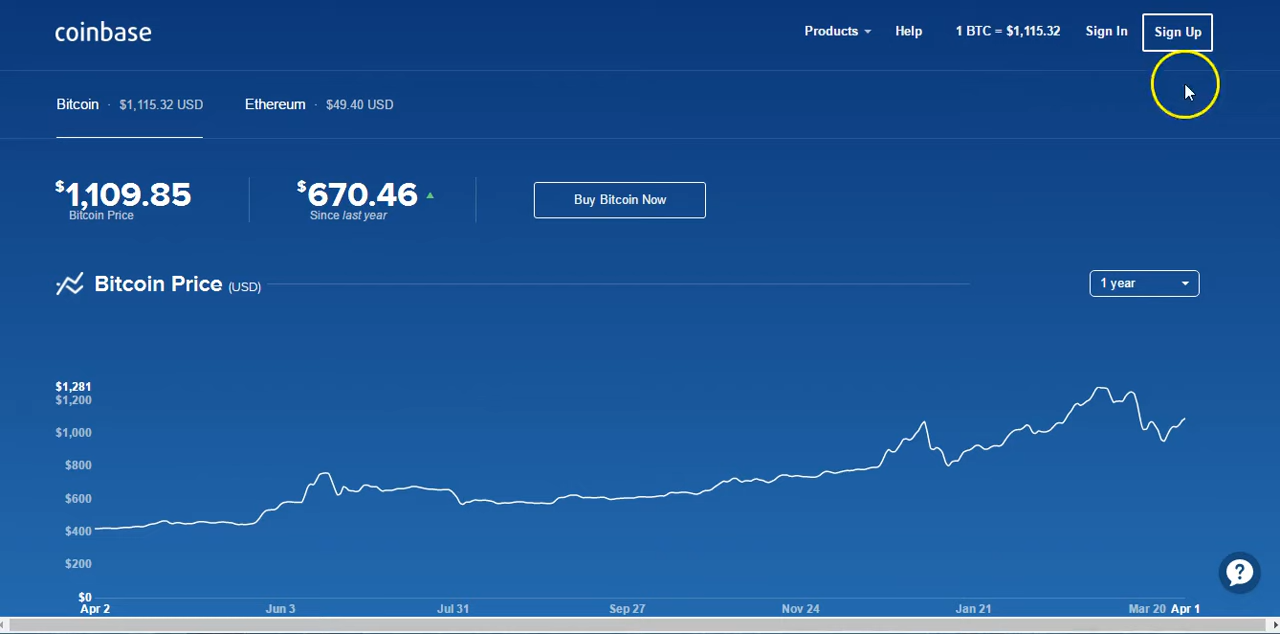 coinbase
Products Help 1 BTC = $1,115.32 Sign In Sign Up
Bitcoin · $1,115.32 USD Ethereum · $49.40 USD
$1,109.85 $670.46 Buy Bitcoin Now
Bitcoin Price Since last year
Bitcoin Price (USD) 1 year
$1,281
$1,200
$1,000
$800
$600
$400
$200
$0
Apr 2 Jun 3 Jul 31 Sep 27 Nov 24 Jan 21 Mar 20 Apr 1
?